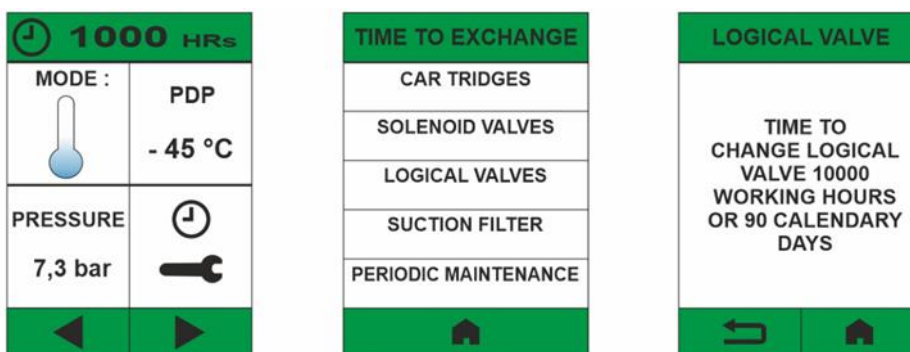 1000 HRs
MODE :
PDP
- 45 °C
PRESSURE
7,3 bar
TIME TO EXCHANGE
CAR TRIDGES
SOLENOID VALVES
LOGICAL VALVES
SUCTION FILTER
PERIODIC MAINTENANCE
LOGICAL VALVE
TIME TO
CHANGE LOGICAL
VALVE 10000
WORKING HOURS
OR 90 CALENDARY
DAYS